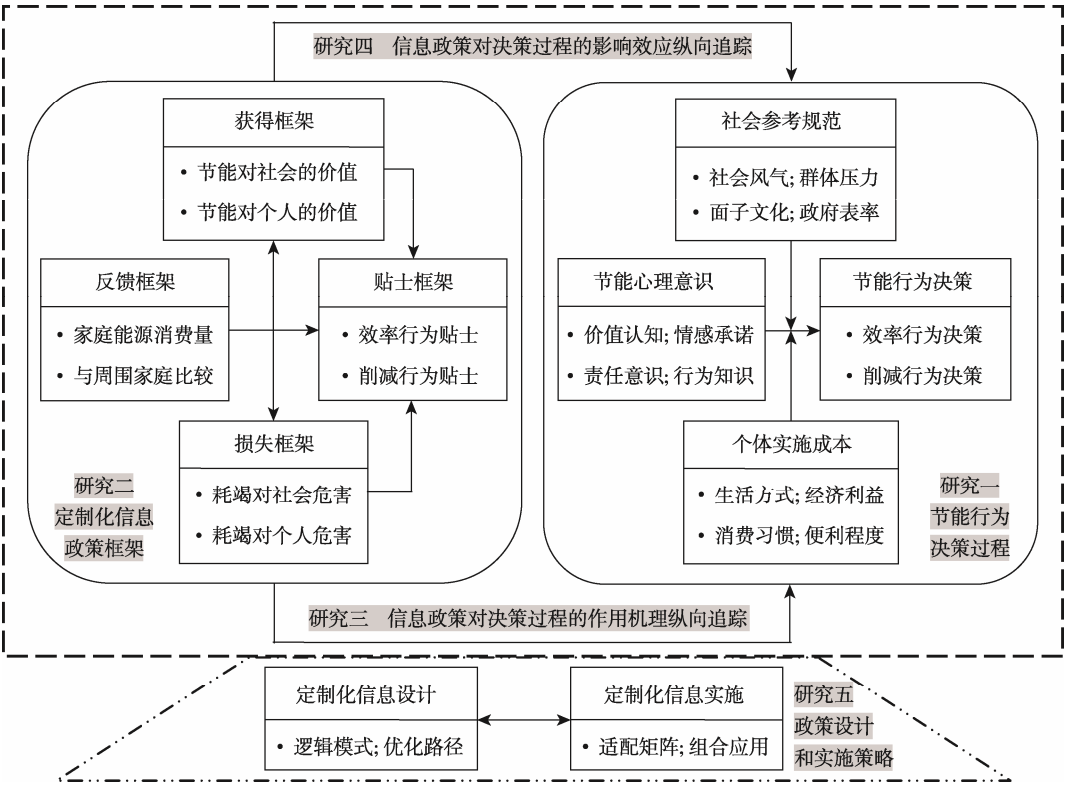 研究四 信息政策对决策过程的影响效应纵向追踪
获得框架
• 节能对社会的价值
• 节能对个人的价值
反馈框架
• 家庭能源消费量
• 与周围家庭比较
贴士框架
• 效率行为贴士
• 削减行为贴士
损失框架
• 耗竭对社会危害
• 耗竭对个人危害
研究二
定制化信息
政策框架
社会参考规范
• 社会风气; 群体压力
• 面子文化; 政府表率
节能心理意识
• 价值认知; 情感承诺
• 责任意识; 行为知识
节能行为决策
• 效率行为决策
• 削减行为决策
个体实施成本
• 生活方式; 经济利益
• 消费习惯; 便利程度
研究一
节能行为
决策过程
研究三 信息政策对决策过程的作用机理纵向追踪
定制化信息设计
• 逻辑模式; 优化路径
定制化信息实施
• 适配矩阵; 组合应用
研究五
政策设计
和实施策略